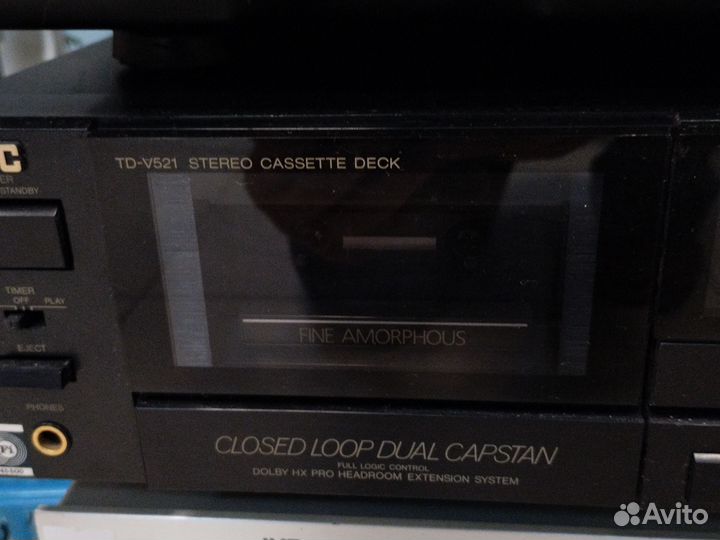 C
TD-V521 STEREO CASSETTE DECK
STANDBY
TIMER
OFF PLAY
EJECT
PHONES
FINE AMORPHOUS
CLOSED LOOP DUAL CAPSTAN
FULL LOGIC CONTROL
DOLBY HX PRO HEADROOM EXTENSION SYSTEM
Avito